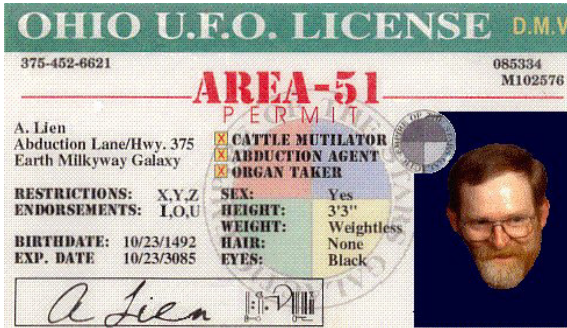 OHIO U.F.O. LICENSE D.M.V
375-452-6621
085334
M102576
AREA-51
PERMIT
A. Lien
Abduction Lane/Hwy. 375
Earth Milkyway Galaxy
X CATTLE MUTILATOR
X ABDUCTION AGENT
X ORGAN TAKER
RESTRICTIONS: X,Y,Z
ENDORSEMENTS: I,O,U
BIRTHDATE: 10/23/1492
EXP. DATE 10/23/3085
SEX: Yes
HEIGHT: 3'3"
WEIGHT: Weightless
HAIR: None
EYES: Black
A Lien